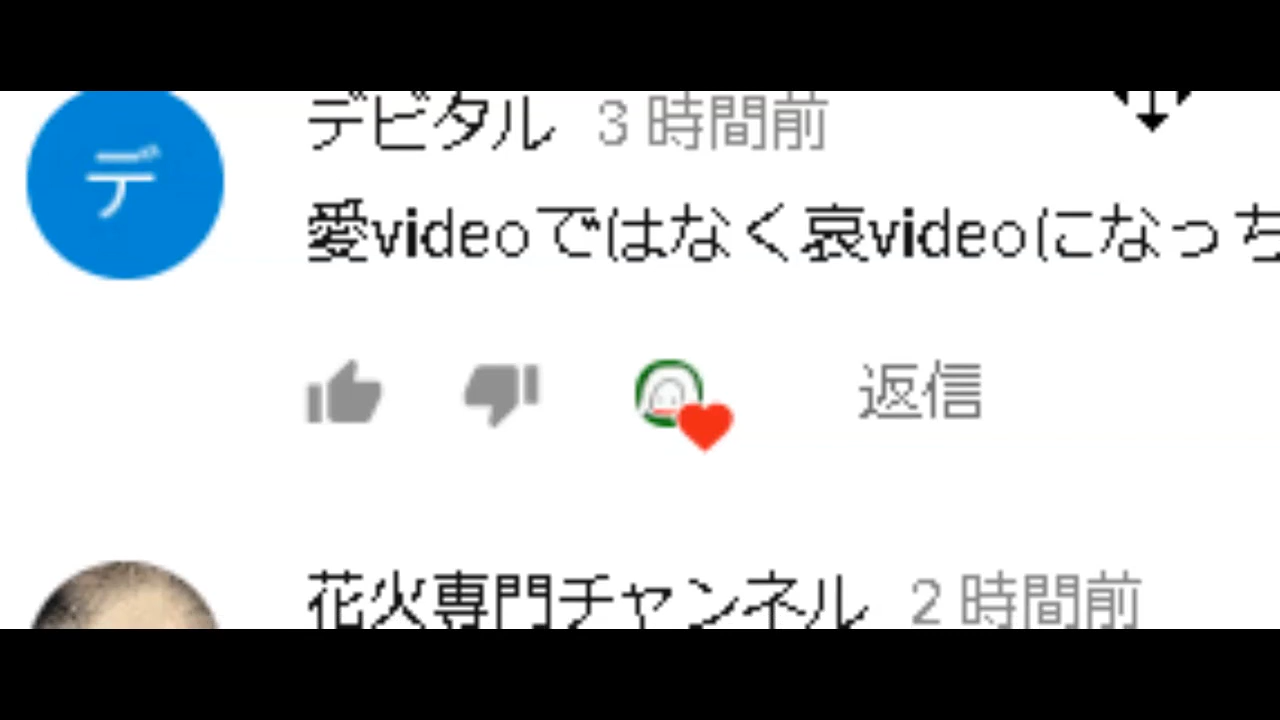 デビタル 3 時間前
デ
愛videoではなく哀videoになっち
返信
花火専門チャンネル 2 時間前